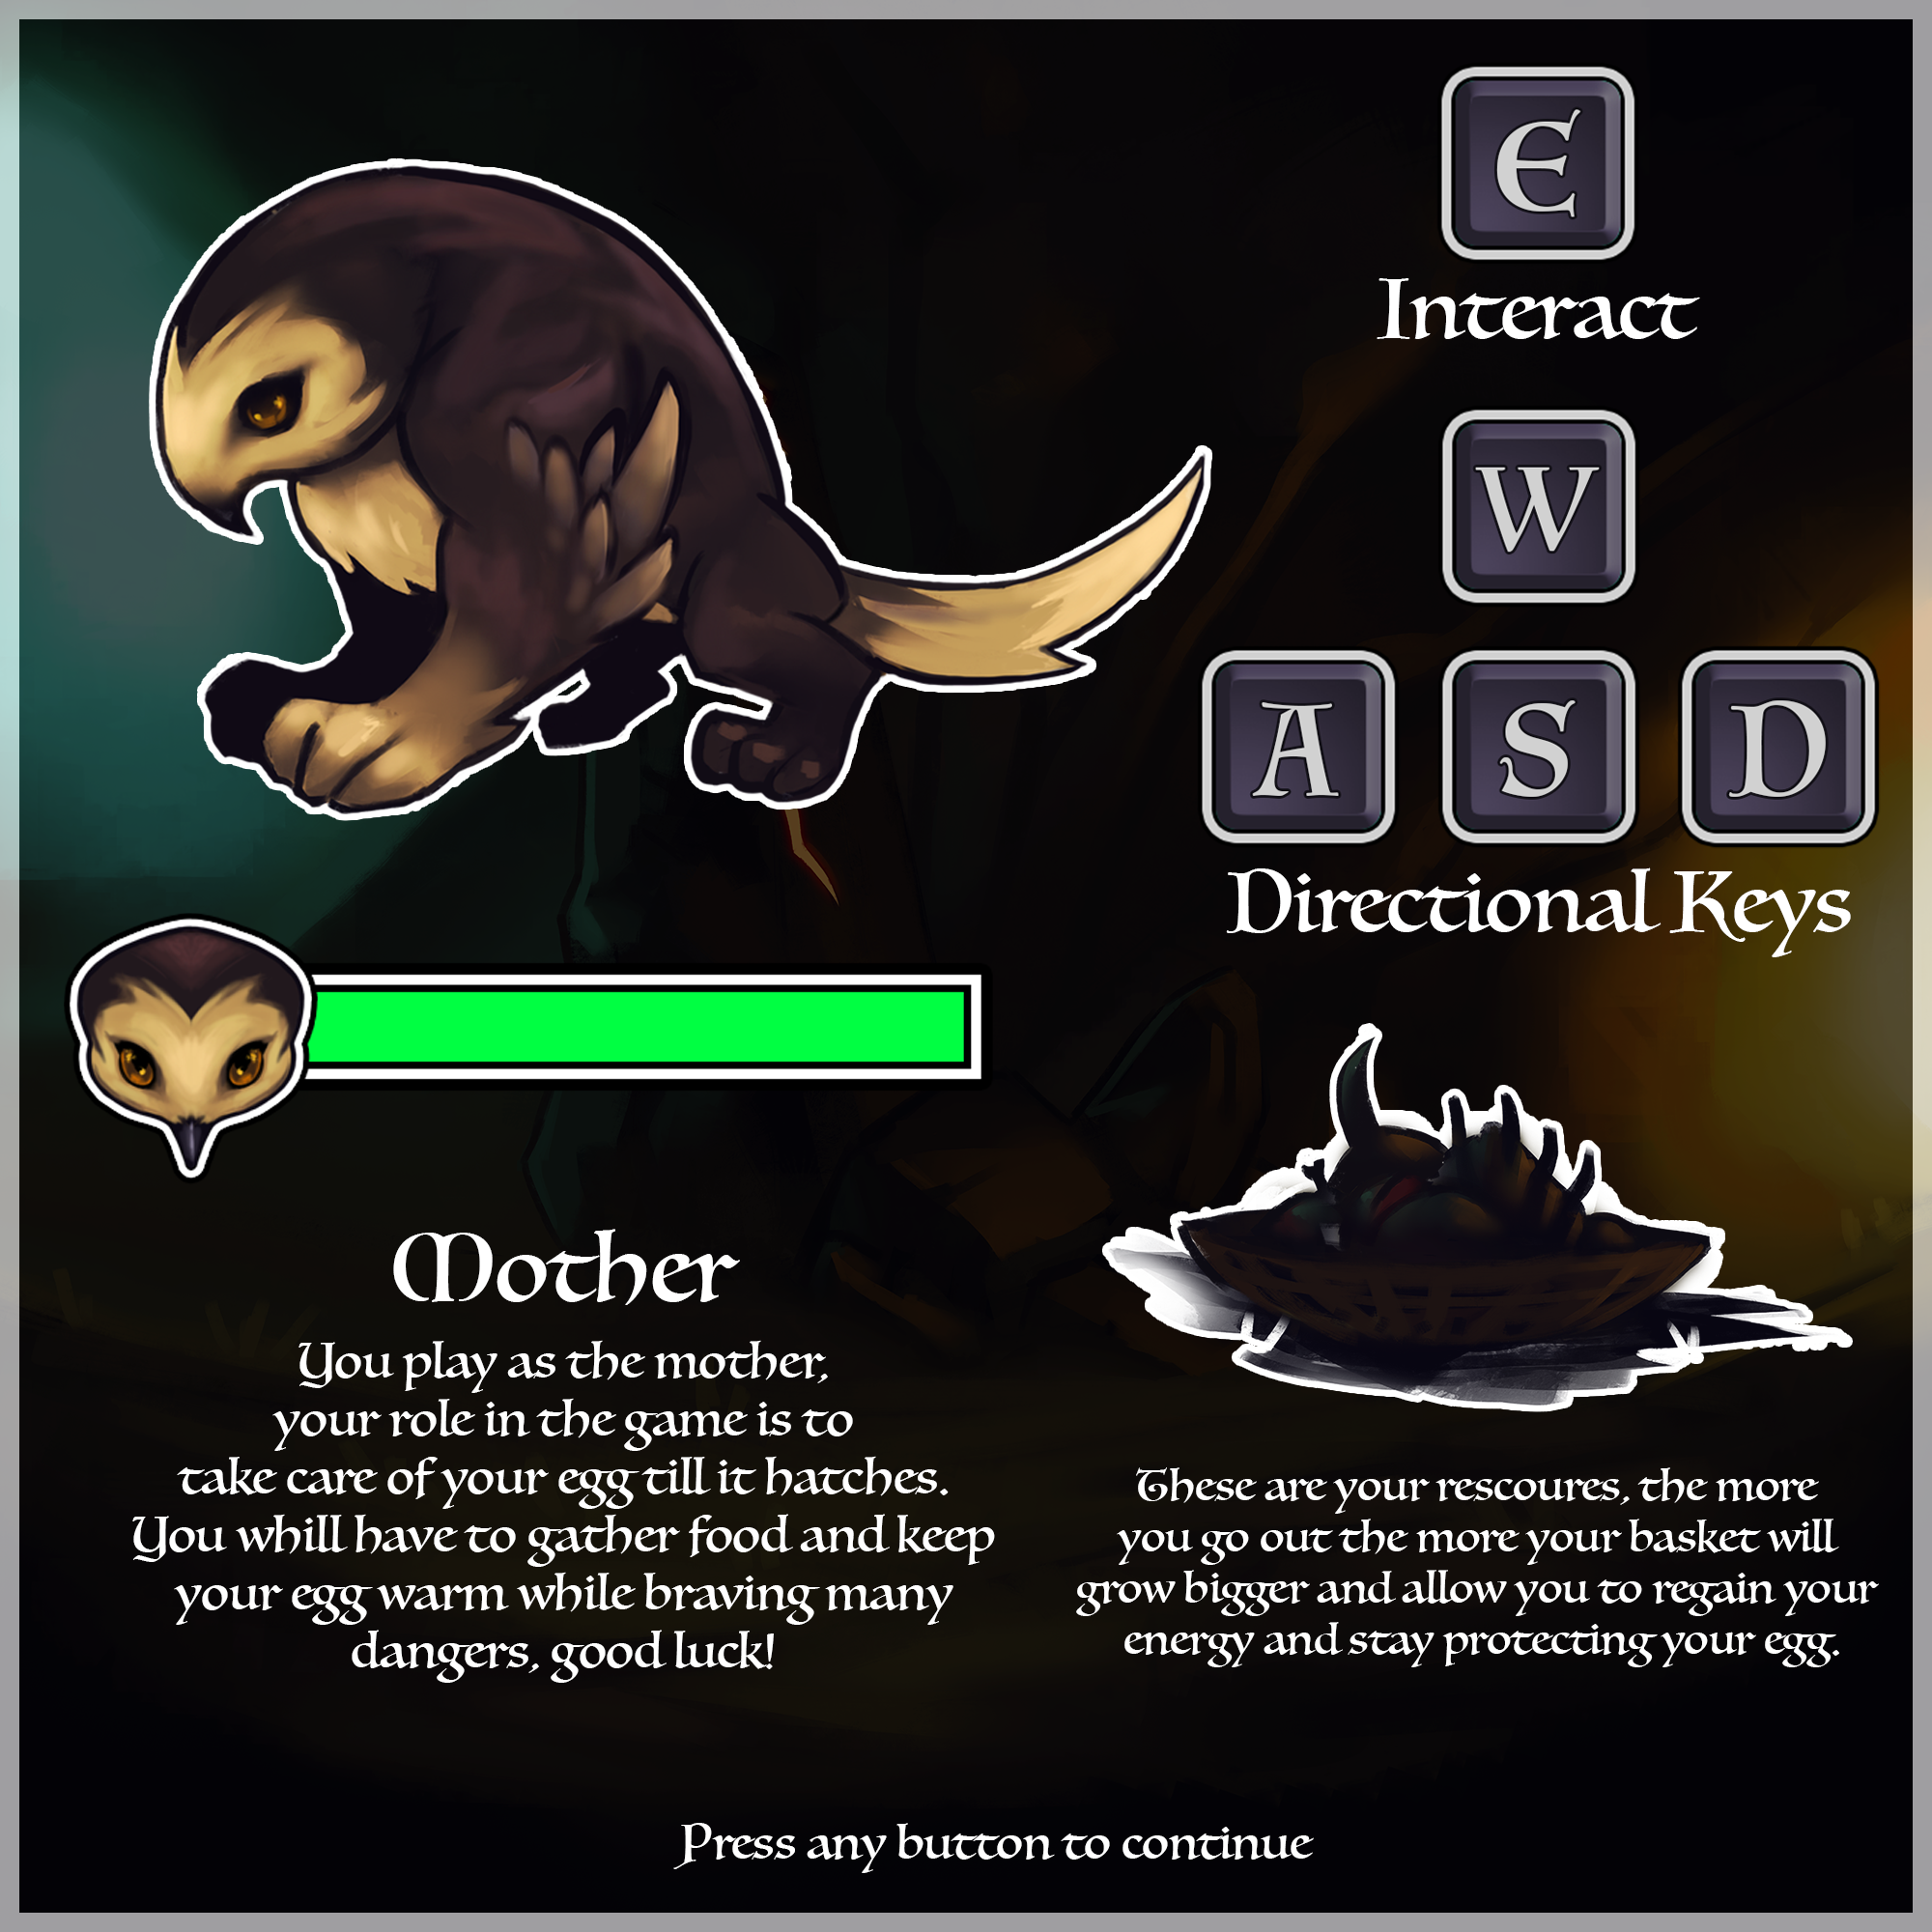 E
Interact
W
A S D
Directional Keys
Mother
You play as the mother,
your role in the game is to
take care of your egg till it hatches.
You whill have to gather food and keep
your egg warm while braving many
dangers, good luck!
These are your rescoures, the more
you go out the more your basket will
grow bigger and allow you to regain your
energy and stay protecting your egg.
Press any button to continue